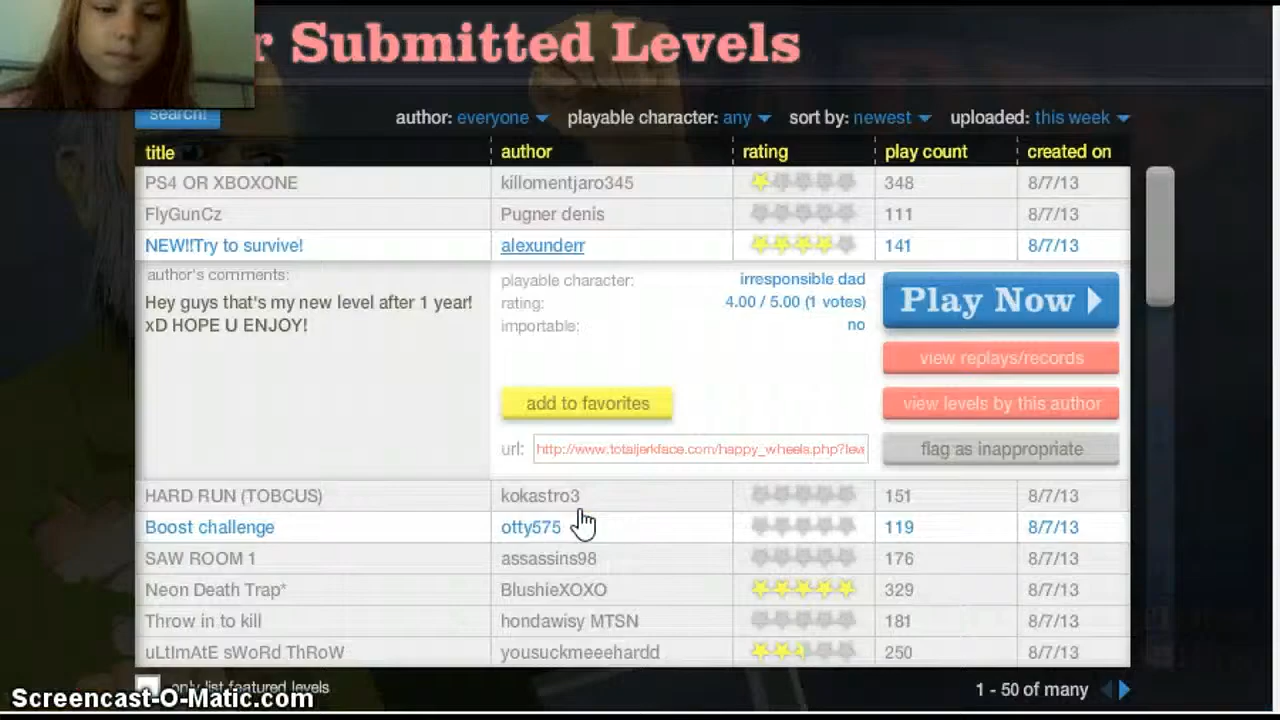 r Submitted Levels
search!
author: everyone playable character: any sort by: newest uploaded: this week
title author rating play count created on
PS4 OR XBOXONE killomentjaro345 348 8/7/13
FlyGunCz Pugner denis 111 8/7/13
NEW!!Try to survive! alexunderr 141 8/7/13
author's comments:
Hey guys that's my new level after 1 year!
xD HOPE U ENJOY!
playable character: irresponsible dad
rating: 4.00 / 5.00 (1 votes)
importable: no
add to favorites
url: http://www.totaljerkface.com/happy_wheels.php?leve
Play Now
view replays/records
view levels by this author
flag as inappropriate
HARD RUN (TOBCUS) kokastro3 151 8/7/13
Boost challenge otty575 119 8/7/13
SAW ROOM 1 assassins98 176 8/7/13
Neon Death Trap* BlushieXOXO 329 8/7/13
Throw in to kill hondawisy MTSN 181 8/7/13
uLtImAtE sWoRd ThRoW yousuckmeeehardd 250 8/7/13
only list featured levels
1 - 50 of many
Screencast-O-Matic.com